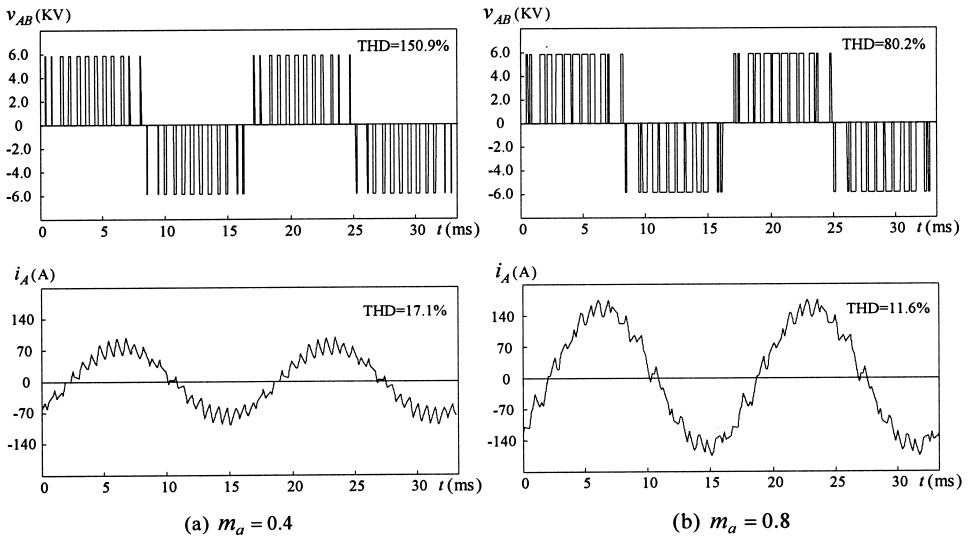 v_AB (KV)
THD=150.9%
6.0
4.0
2.0
0
-2.0
-4.0
-6.0
0 5 10 15 20 25 30 t (ms)
i_A (A)
THD=17.1%
140
70
0
-70
-140
0 5 10 15 20 25 30 t (ms)
(a) m_a = 0.4
v_AB (KV)
THD=80.2%
6.0
4.0
2.0
0
-2.0
-4.0
-6.0
0 5 10 15 20 25 30 t (ms)
i_A (A)
THD=11.6%
140
70
0
-70
-140
0 5 10 15 20 25 30 t (ms)
(b) m_a = 0.8